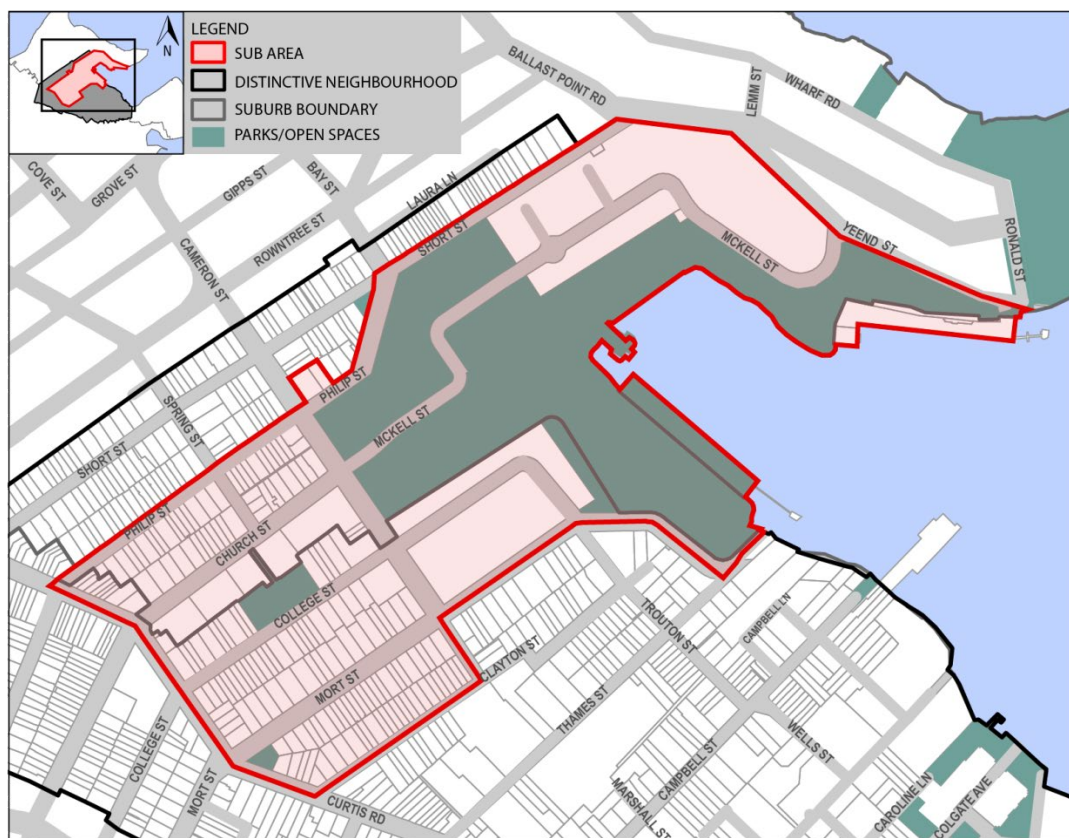 N
LEGEND
SUB AREA
DISTINCTIVE NEIGHBOURHOOD
SUBURB BOUNDARY
PARKS/OPEN SPACES
BALLAST POINT RD
LEMM ST
WHARF RD
COVE ST
GROVE ST
GIPPS ST
BAY ST
LAURA LN
ROWNTREE ST
SHORT ST
CAMERON ST
MCKELL ST
YEEND ST
RONALD ST
PHILIP ST
SPRING ST
MCKELL ST
SHORT ST
PHILIP ST
CHURCH ST
COLLEGE ST
MORT ST
CLAYTON ST
TROUTON ST
CAMPBELL LN
THAMES ST
CAMPBELL ST
WELLS ST
COLLEGE ST
MORT ST
CURTIS RD
MARSHALL ST
CAROLINE LN
COLGATE AVE